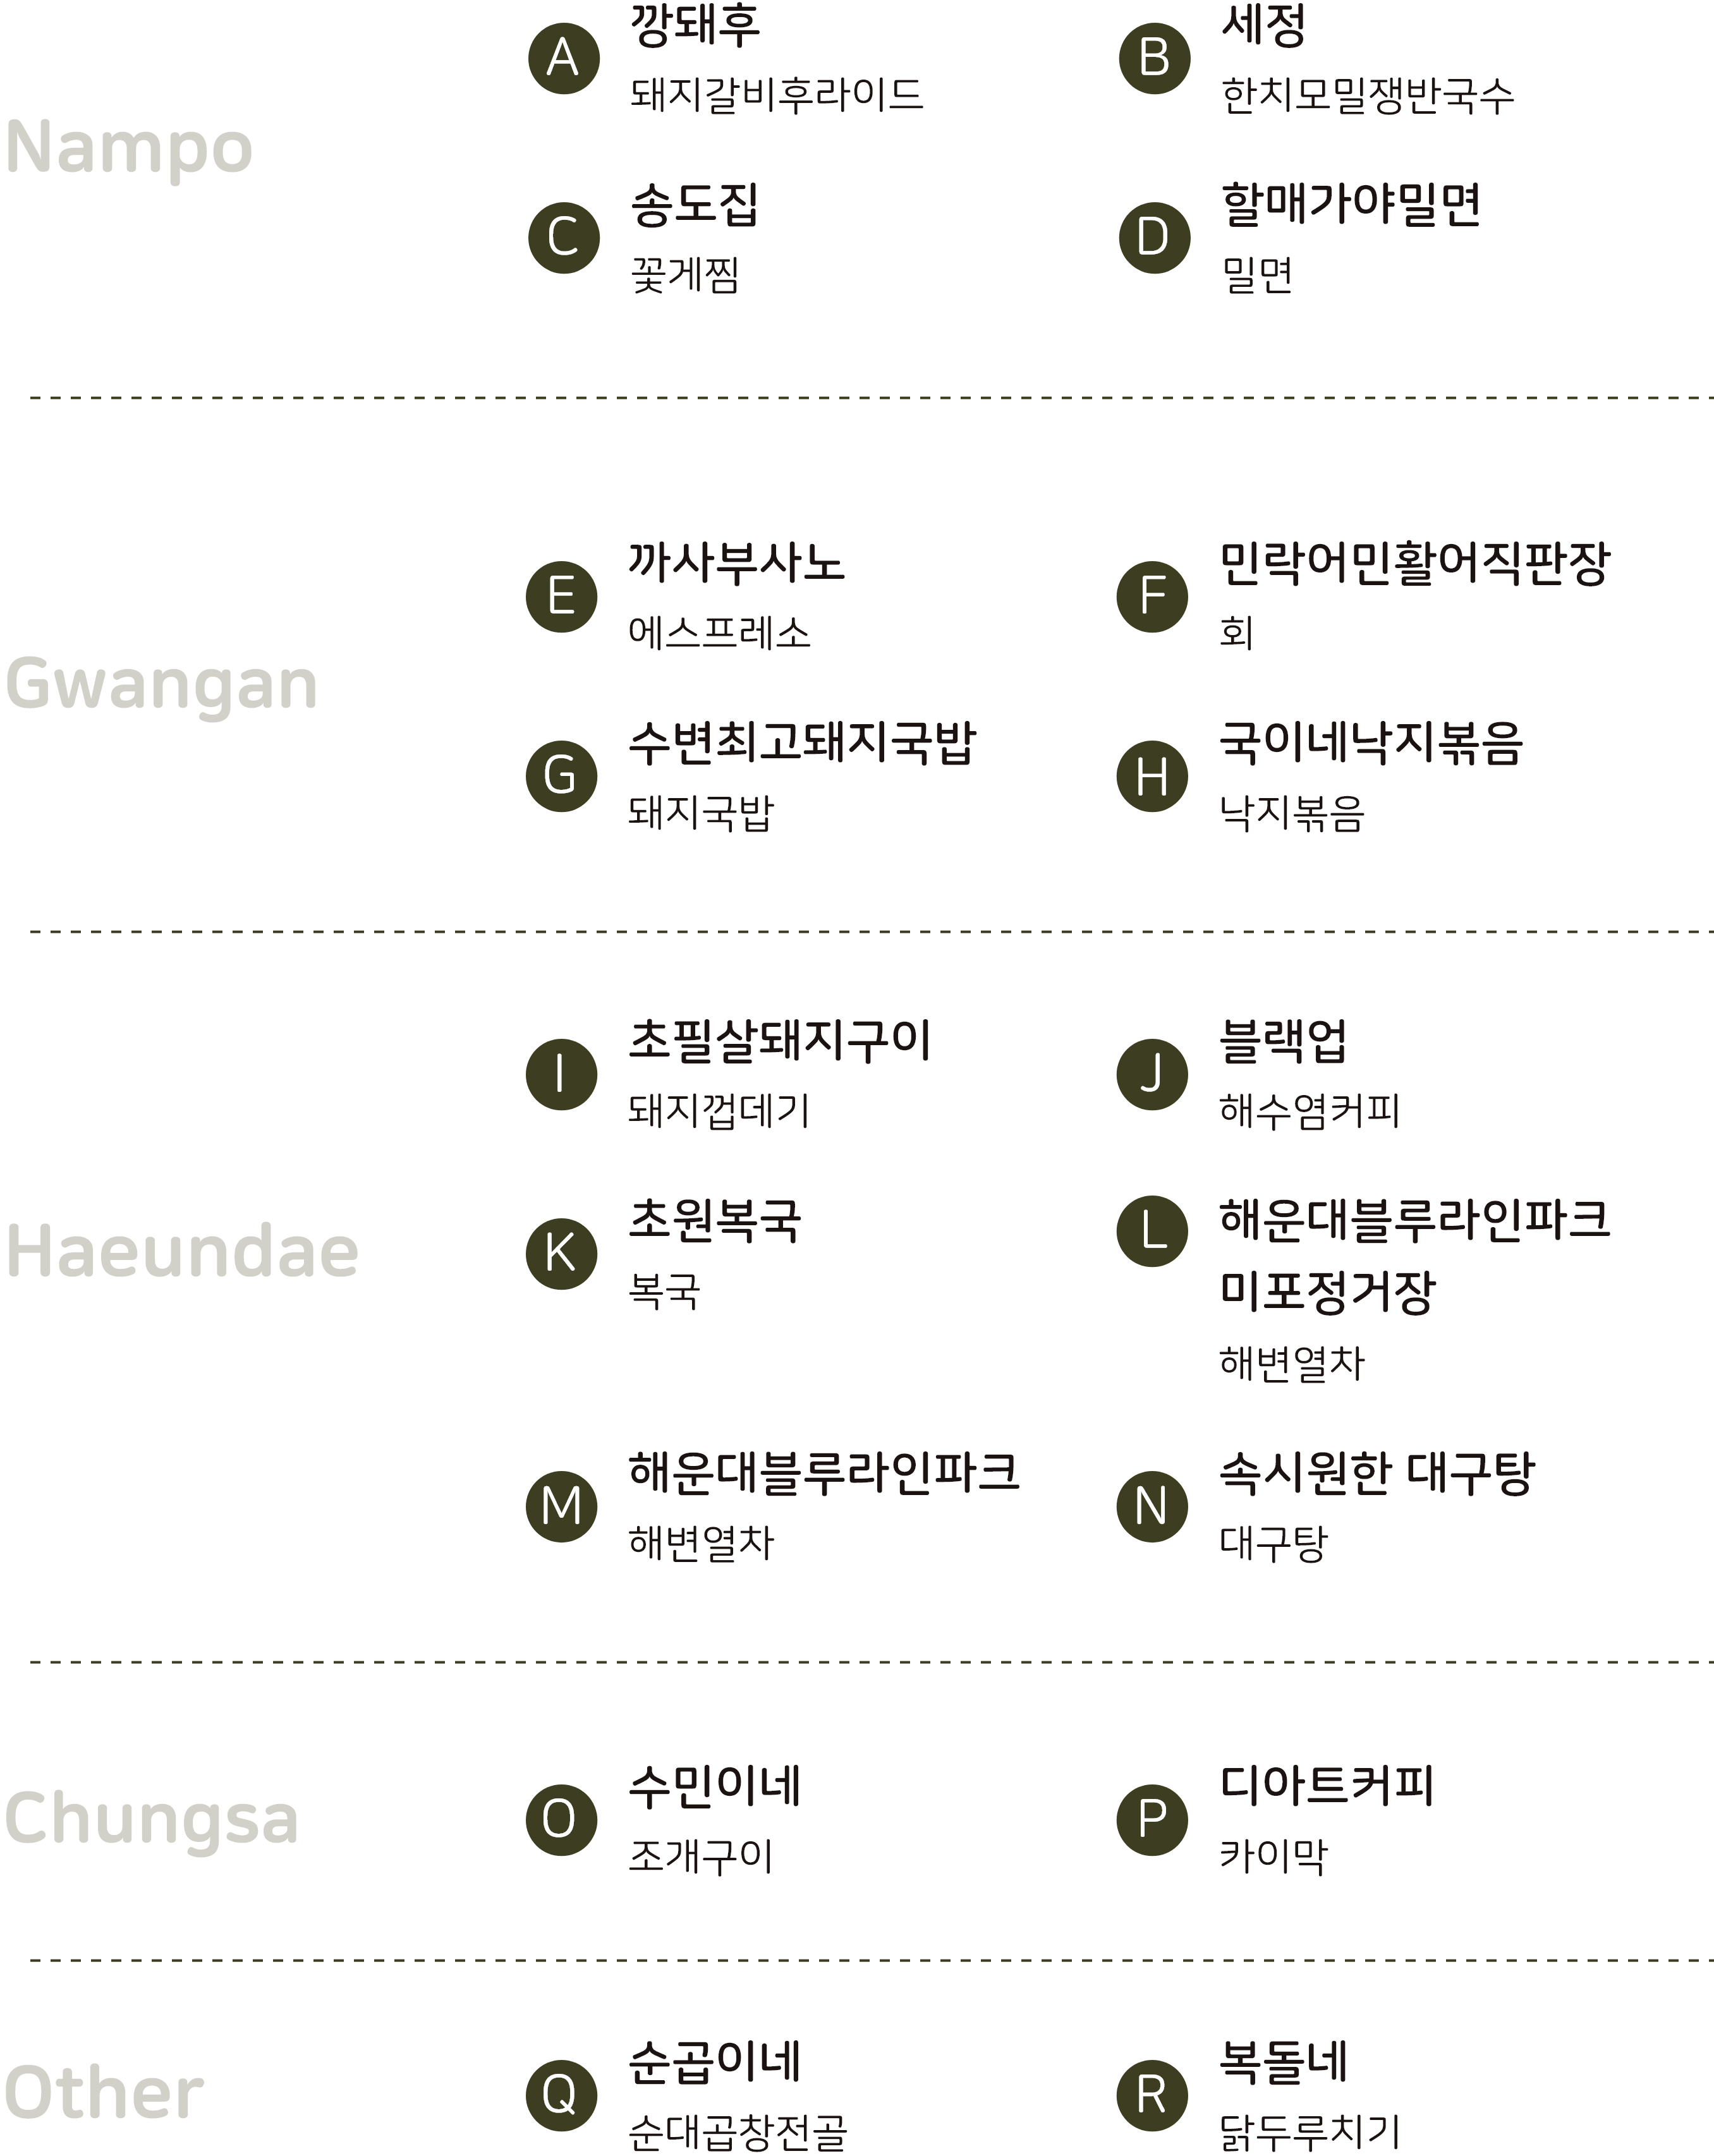 Nampo
A
깡돼후
돼지갈비후라이드
B
세정
한치모밀쟁반국수
C
송도집
꽃게찜
D
할매가야밀면
밀면
Gwangan
E
까사부사노
에스프레소
F
민락어민활어직판장
회
G
수변최고돼지국밥
돼지국밥
H
국이네낙지볶음
낙지볶음
Haeundae
I
초필살돼지구이
돼지껍데기
J
블랙업
해수염커피
K
초원복국
복국
L
해운대블루라인파크
미포정거장
해변열차
M
해운대블루라인파크
해변열차
N
속시원한 대구탕
대구탕
Chungsa
O
수민이네
조개구이
P
디아트커피
카이막
Other
Q
순곱이네
순대곱창전골
R
복돌네
닭두루치기